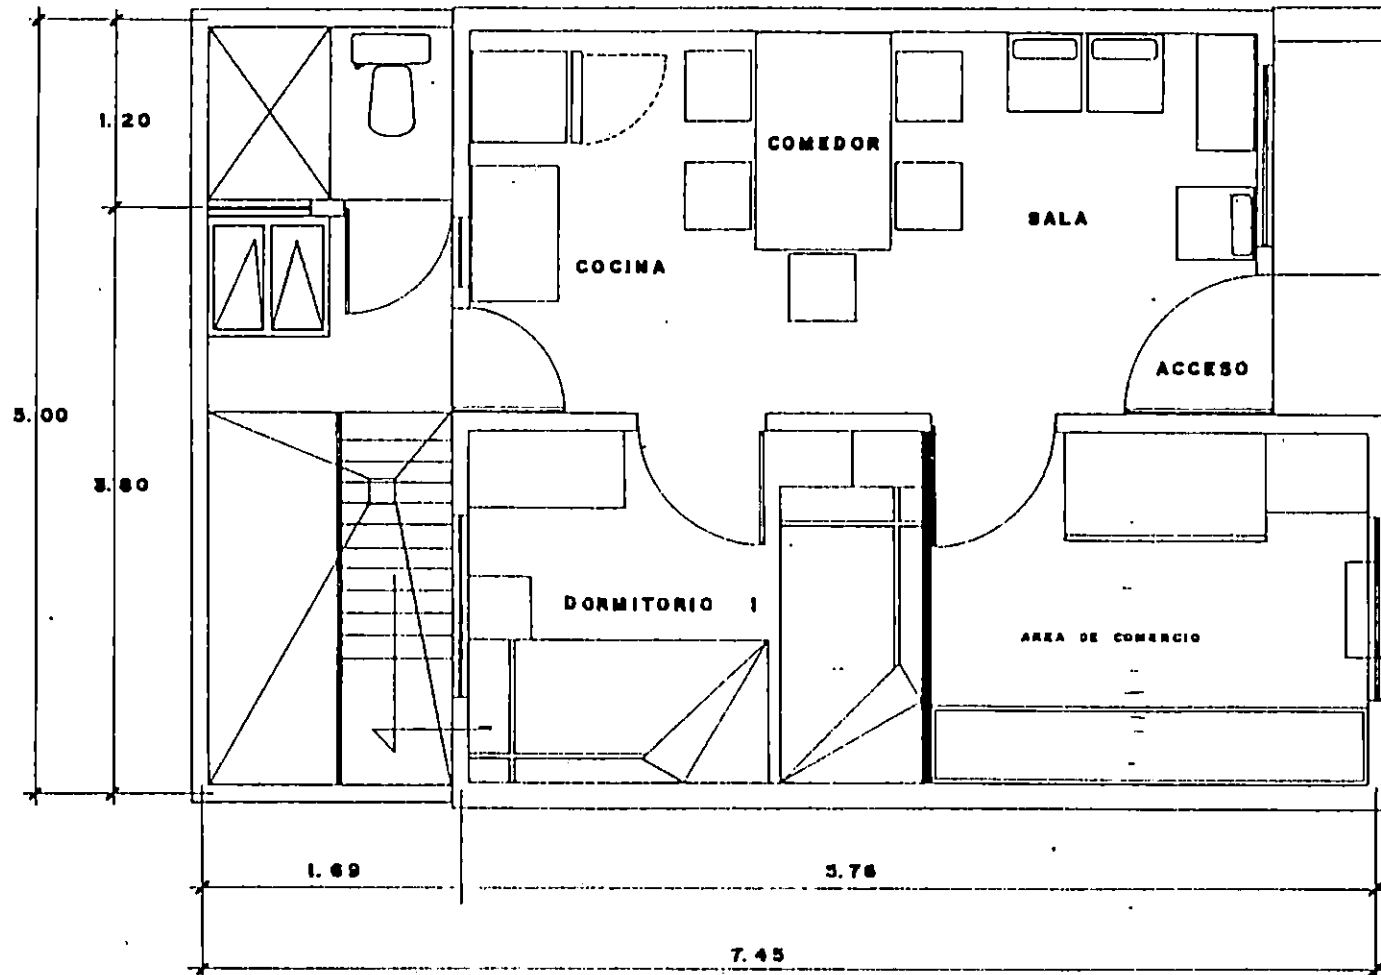 1.20
COMEDOR
SALA
COCINA
ACCESO
5.00
3.80
DORMITORIO 1
AREA DE COMERCIO
1.69
5.76
7.45